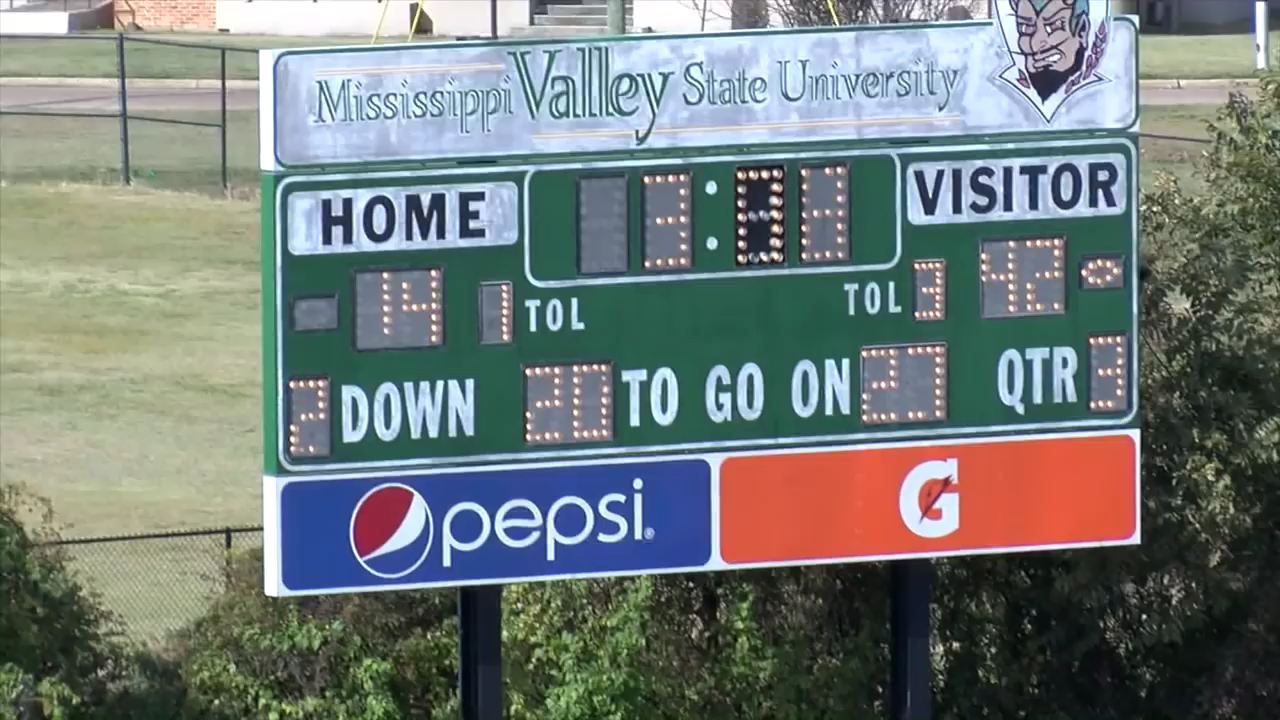 Mississippi Valley State University
HOME VISITOR
14 1 TOL TOL 3 42
2 DOWN 20 TO GO ON 27 QTR 3
pepsi G